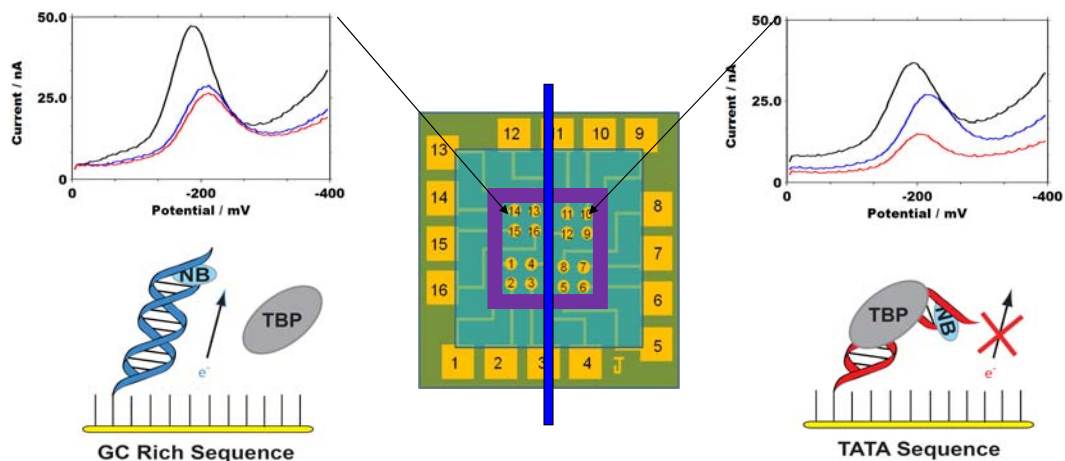 50.0
Current / nA
25.0
0
0
-200
-400
Potential / mV
NB
TBP
e-
GC Rich Sequence
12 11 10 9
13
14
15
16
8
7
6
5
14 13 11 10
15 16 12 9
1 4 8 7
2 3 5 6
1 2 3 4
J
50.0
Current / nA
25.0
0
0
-200
-400
Potential / mV
TBP
NB
e-
TATA Sequence